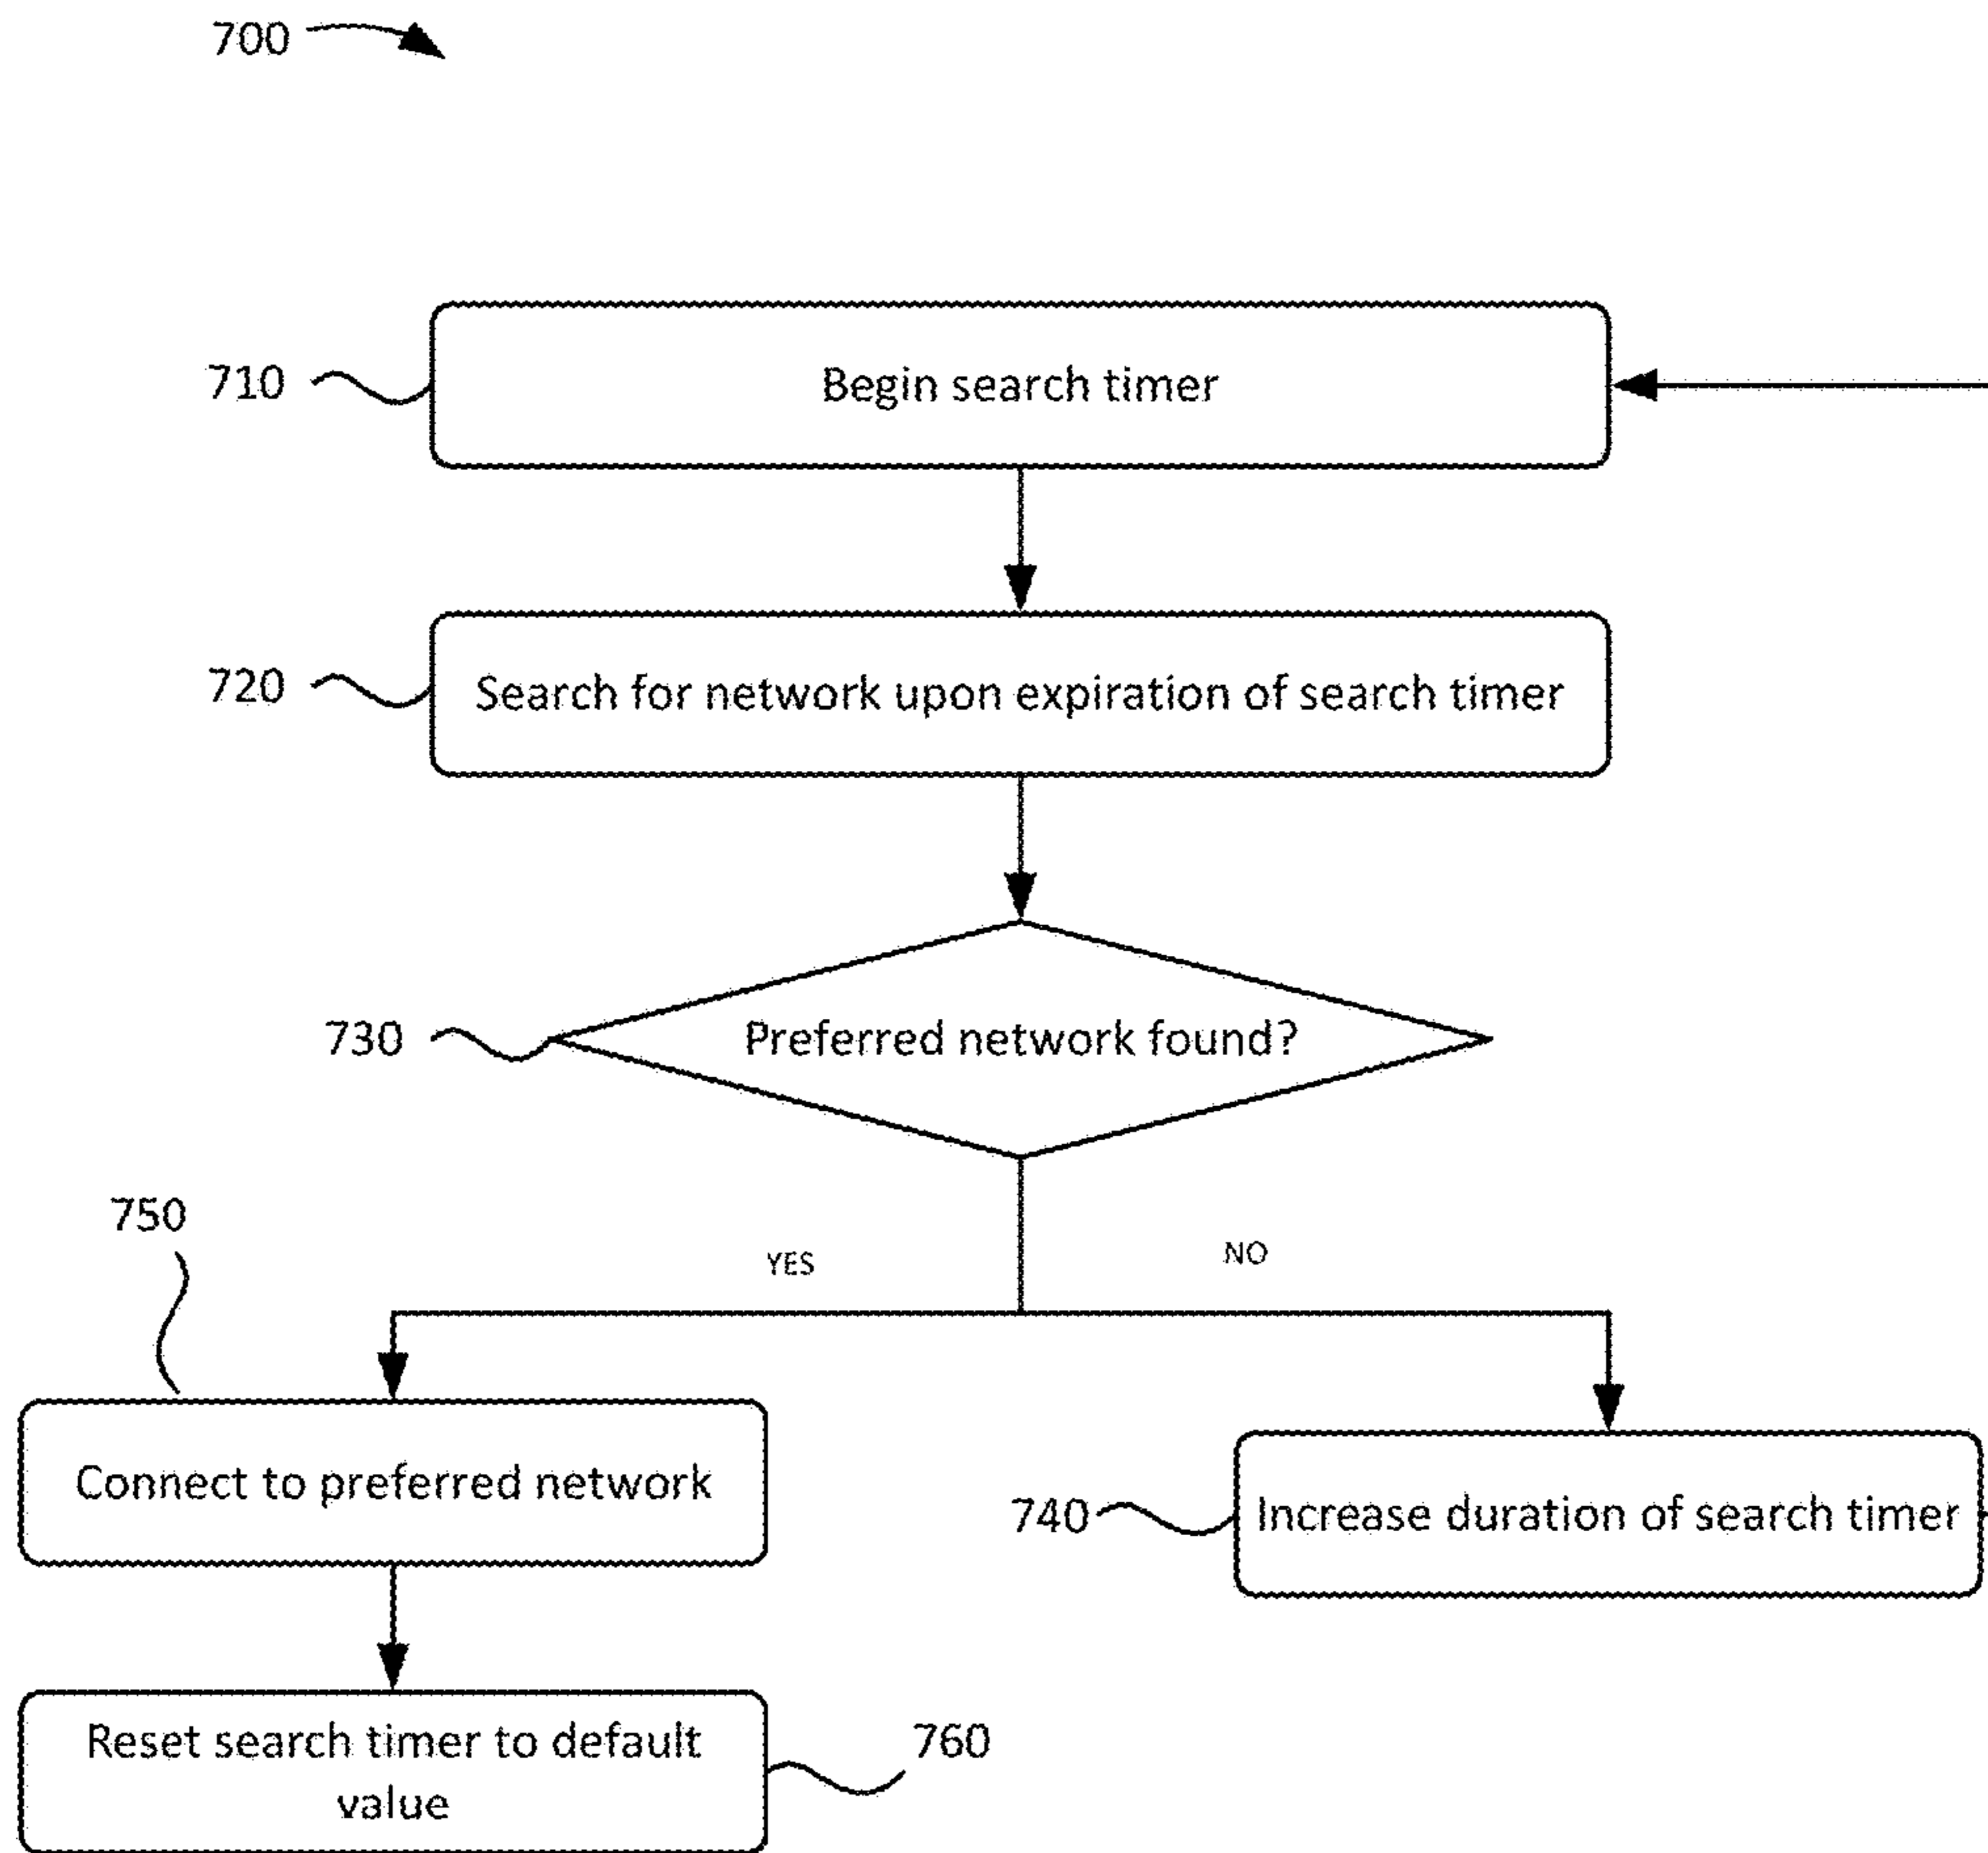 700
710
Begin search timer
720
Search for network upon expiration of search timer
730
Preferred network found?
750
YES
NO
Connect to preferred network
740
Increase duration of search timer
Reset search timer to default
value
760